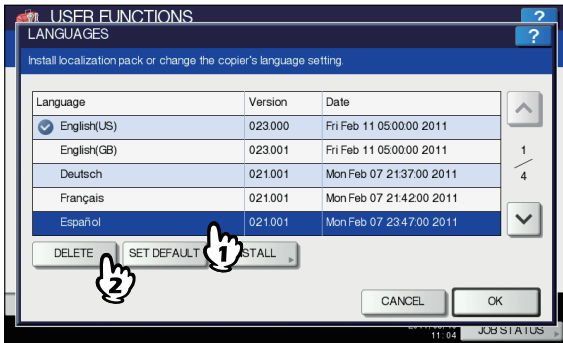 USER FUNCTIONS ?
LANGUAGES ?
Install localization pack or change the copier's language setting.
Language Version Date
English(US) 023.000 Fri Feb 11 05:00:00 2011
English(GB) 023.001 Fri Feb 11 05:00:00 2011
Deutsch 021.001 Mon Feb 07 21:37:00 2011
Français 021.001 Mon Feb 07 21:42:00 2011
Español 021.001 Mon Feb 07 23:47:00 2011
1
/
4
DELETE SET DEFAULT STALL
1
2
CANCEL OK
11:04 JOB STATUS